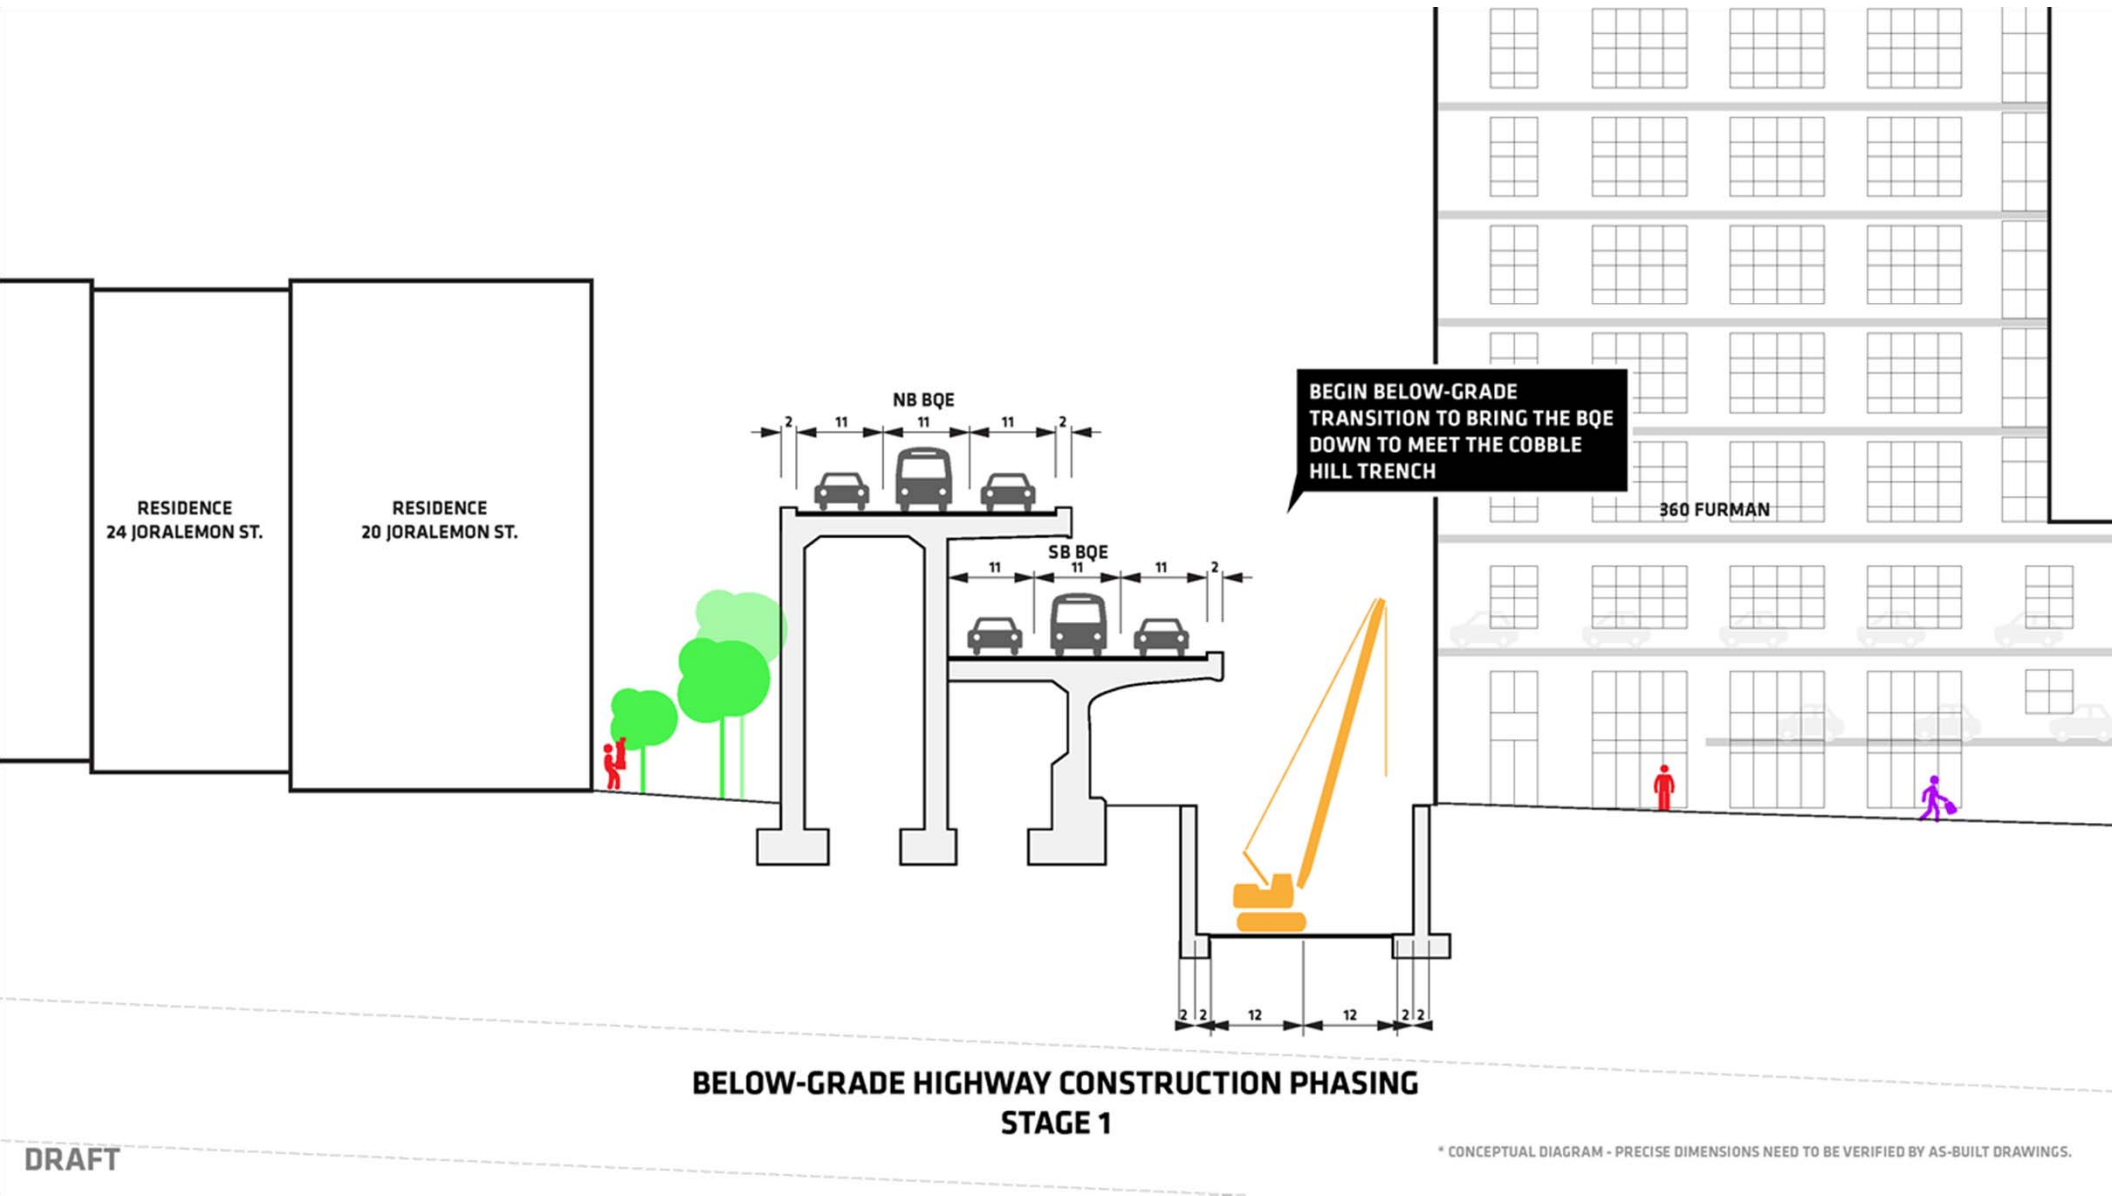 NB BQE
2 11 11 11 2
BEGIN BELOW-GRADE
TRANSITION TO BRING THE BQE
DOWN TO MEET THE COBBLE
HILL TRENCH
RESIDENCE
24 JORALEMON ST.
RESIDENCE
20 JORALEMON ST.
360 FURMAN
SB BQE
11 11 11 2
2 2 12 12 2 2
BELOW-GRADE HIGHWAY CONSTRUCTION PHASING
STAGE 1
DRAFT
* CONCEPTUAL DIAGRAM - PRECISE DIMENSIONS NEED TO BE VERIFIED BY AS-BUILT DRAWINGS.